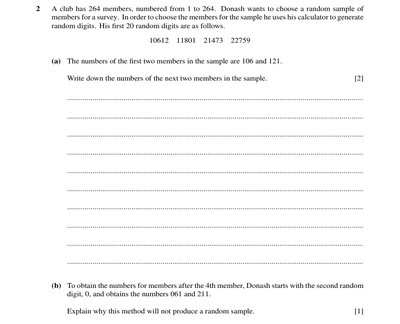 2 A club has 264 members, numbered from 1 to 264. Donash wants to choose a random sample of
members for a survey. In order to choose the members for the sample he uses his calculator to generate
random digits. His first 20 random digits are as follows.
10612 11801 21473 22759
(a) The numbers of the first two members in the sample are 106 and 121.
Write down the numbers of the next two members in the sample. [2]
(b) To obtain the numbers for members after the 4th member, Donash starts with the second random
digit, 0, and obtains the numbers 061 and 211.
Explain why this method will not produce a random sample. [1]